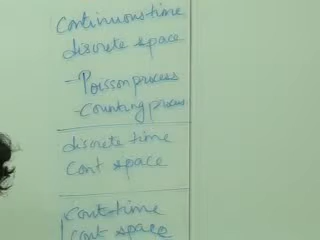 Continuous time
discrete space
- Poisson process
- Counting process
discrete time
Cont space
Cont time
Cont space